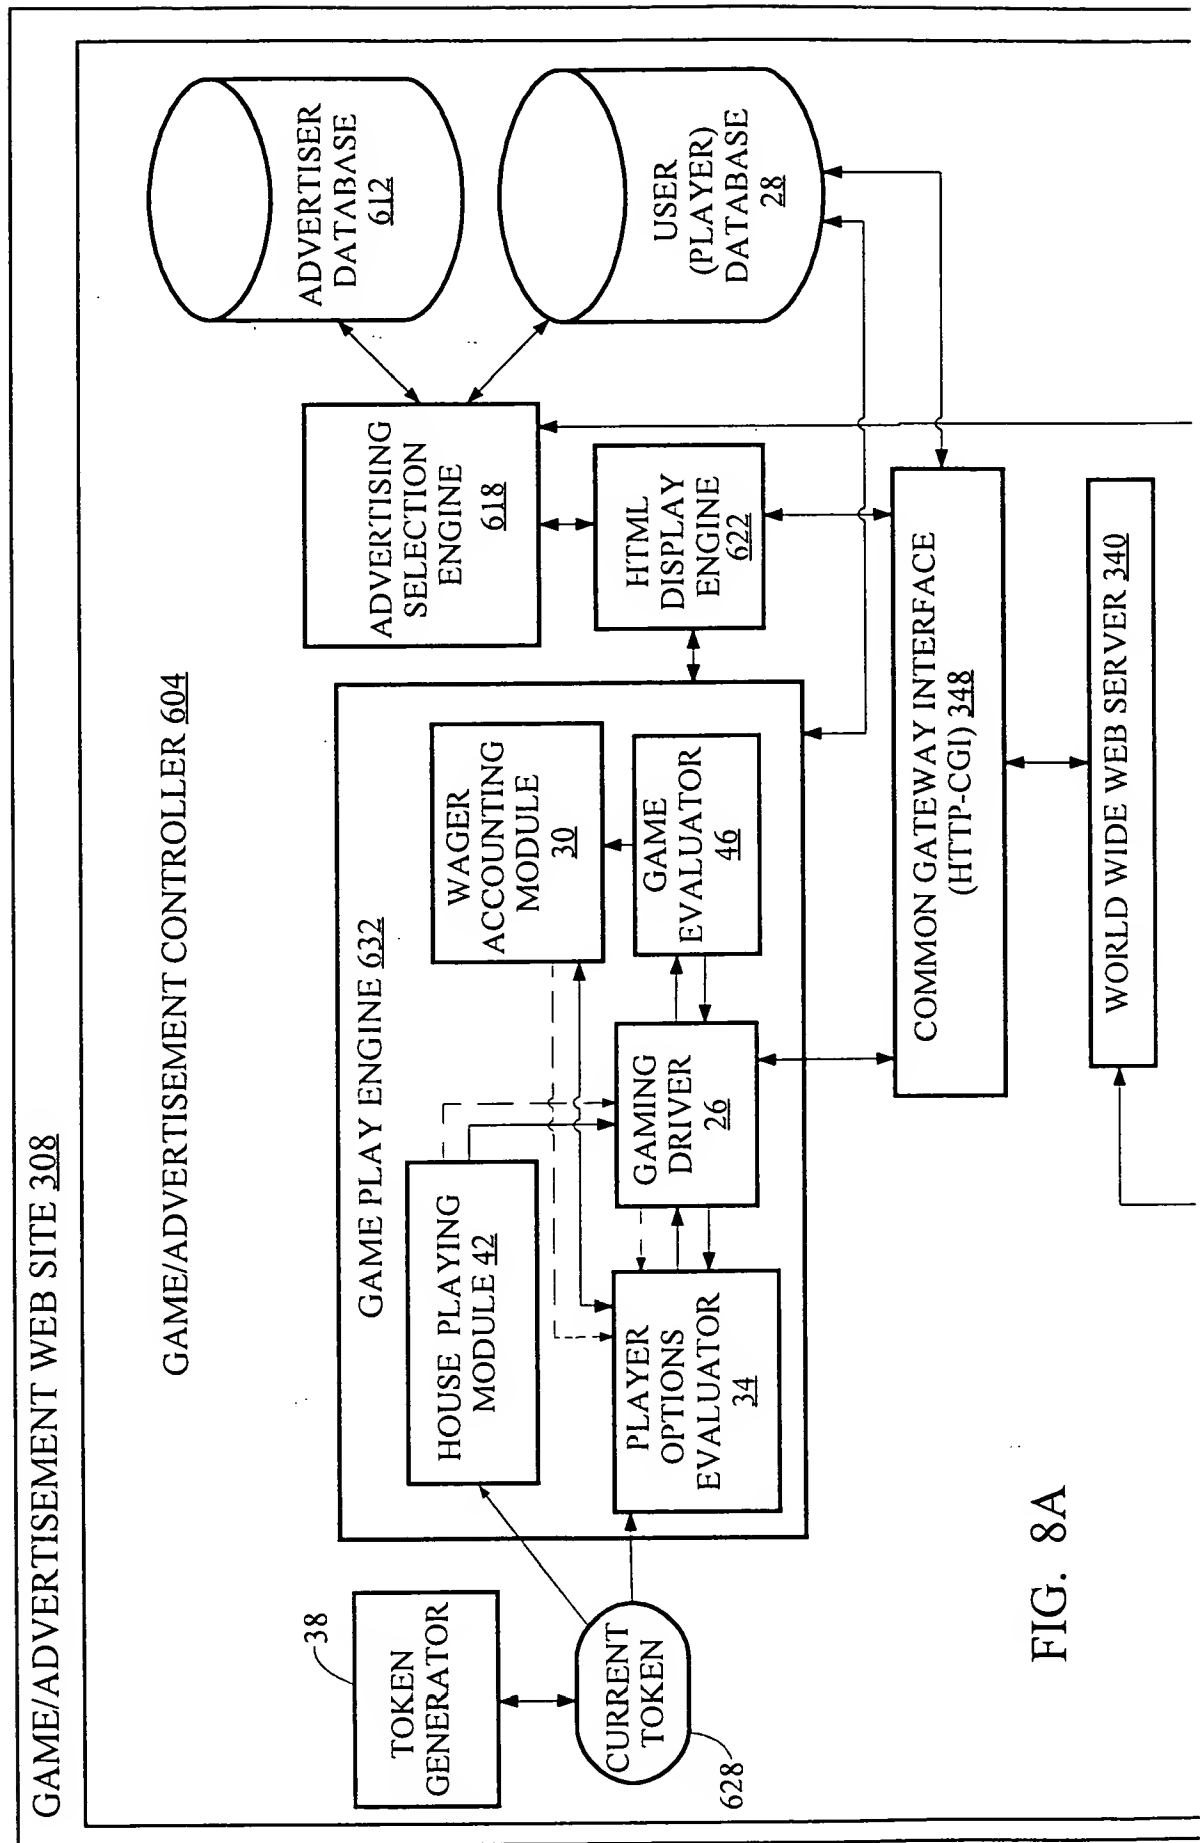 GAME/ADVERTISEMENT WEB SITE 308
GAME/ADVERTISEMENT CONTROLLER 604
TOKEN
GENERATOR
38
CURRENT
TOKEN
628
GAME PLAY ENGINE 632
HOUSE PLAYING
MODULE 42
WAGER
ACCOUNTING
MODULE
30
PLAYER
OPTIONS
EVALUATOR
34
GAMING
DRIVER
26
GAME
EVALUATOR
46
ADVERTISING
SELECTION
ENGINE
618
HTML
DISPLAY
ENGINE
622
ADVERTISER
DATABASE
612
USER
(PLAYER)
DATABASE
28
COMMON GATEWAY INTERFACE
(HTTP-CGI) 348
WORLD WIDE WEB SERVER 340
FIG. 8A